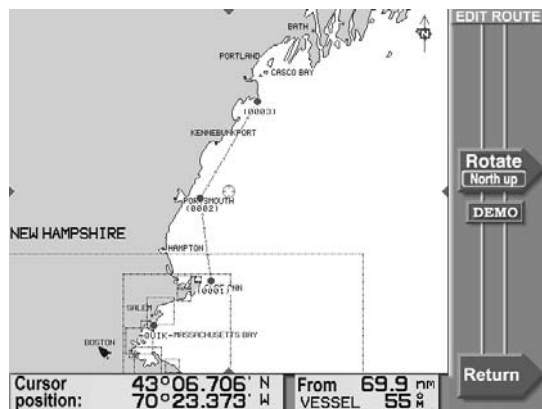 EDIT ROUTE
BATH
N
PORTLAND
CASCO BAY
(0003)
KENNEBUNKPORT
Rotate
North up
PORTSMOUTH
(0002)
DEMO
NEW HAMPSHIRE
HAMPTON
(0001)
SALEM
MASSACHUSETTS BAY
BOSTON
Return
Cursor position: 43°06.706' N 70°23.373' W
From VESSEL 69.9 nm 55°M